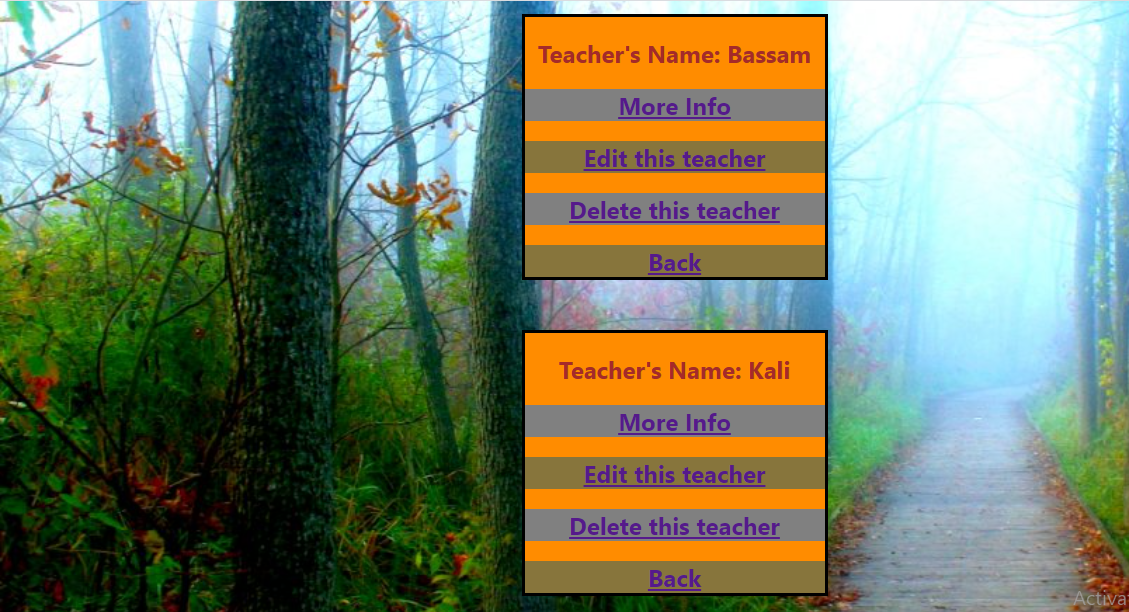 Teacher's Name: Bassam
More Info
Edit this teacher
Delete this teacher
Back
Teacher's Name: Kali
More Info
Edit this teacher
Delete this teacher
Back